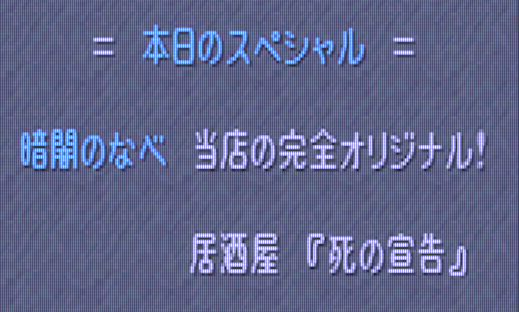 = 本日のスペシャル =
暗闇のなべ 当店の完全オリジナル!
居酒屋『死の宣告』